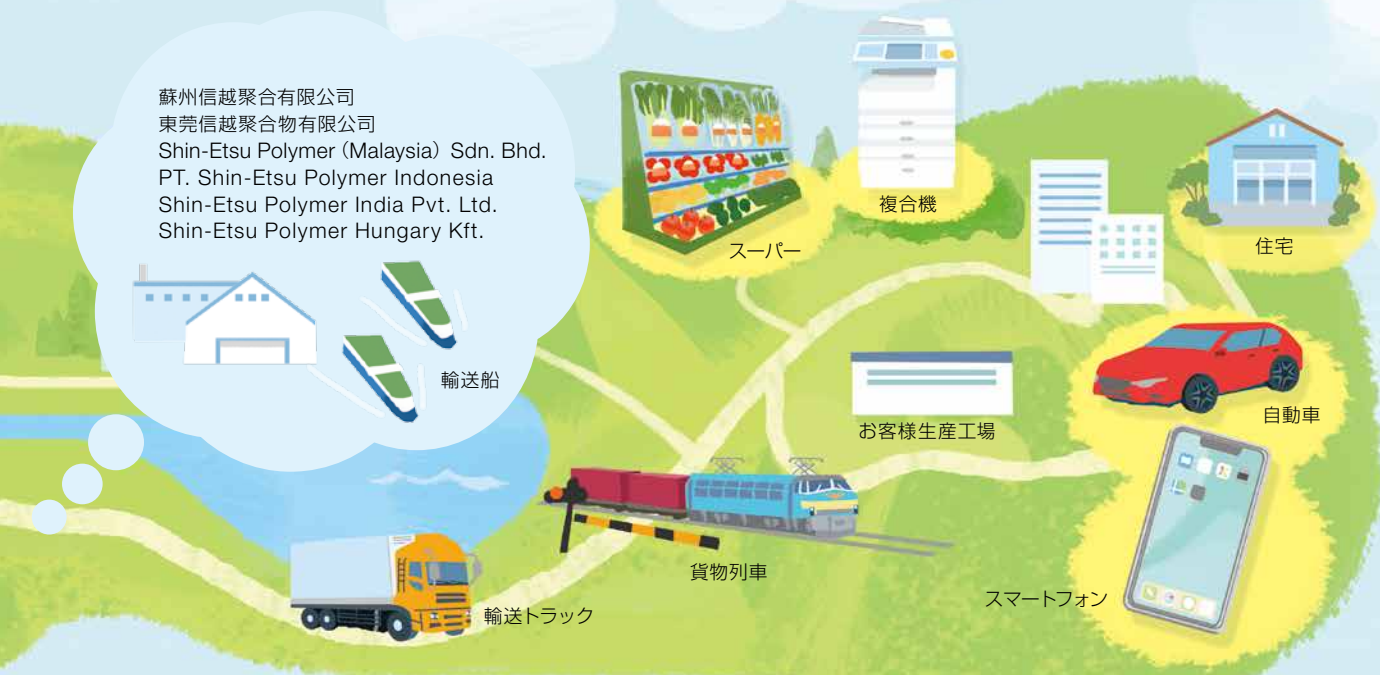 蘇州信越聚合有限公司
東莞信越聚合物有限公司
Shin-Etsu Polymer（Malaysia）Sdn. Bhd.
PT. Shin-Etsu Polymer Indonesia
Shin-Etsu Polymer India Pvt. Ltd.
Shin-Etsu Polymer Hungary Kft.
輸送船
スーパー
複合機
住宅
自動車
お客様生産工場
貨物列車
輸送トラック
スマートフォン